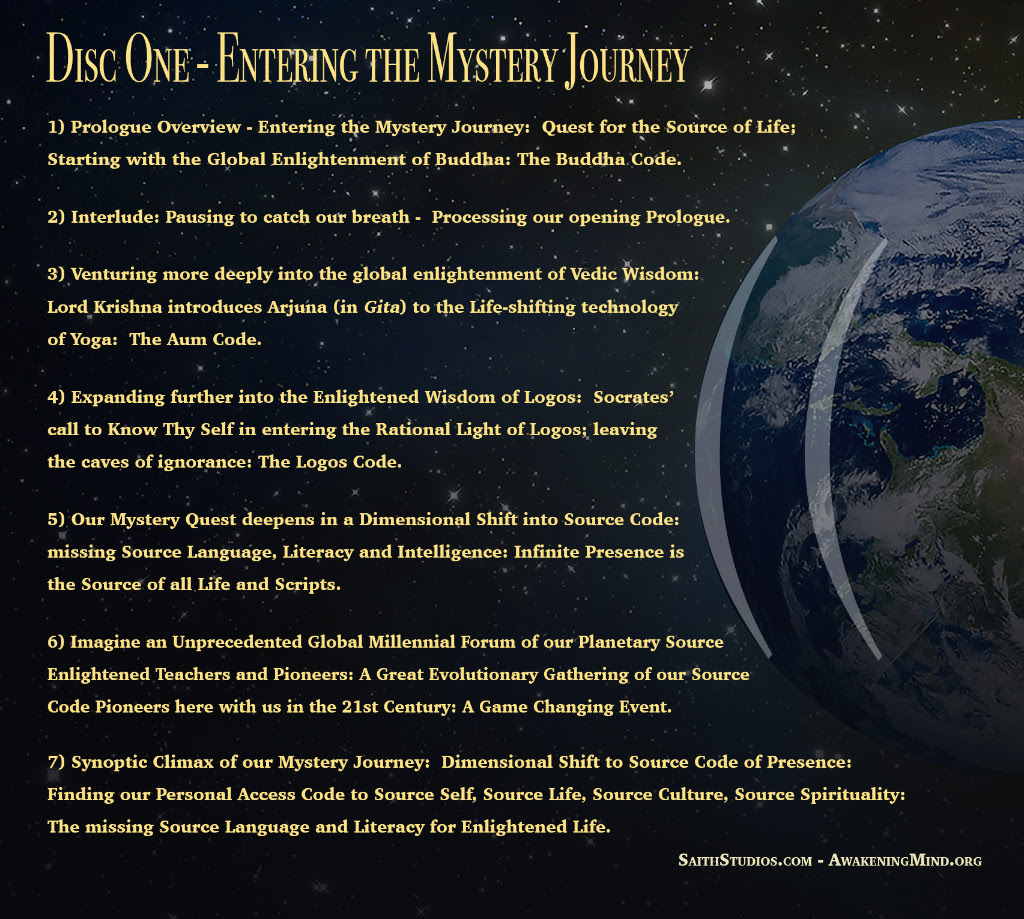 Disc One - Entering the Mystery Journey
1) Prologue Overview - Entering the Mystery Journey:  Quest for the Source of Life;
Starting with the Global Enlightenment of Buddha: The Buddha Code.
2) Interlude: Pausing to catch our breath -  Processing our opening Prologue.
3) Venturing more deeply into the global enlightenment of Vedic Wisdom:
Lord Krishna introduces Arjuna (in Gita) to the Life-shifting technology
of Yoga:  The Aum Code.
4) Expanding further into the Enlightened Wisdom of Logos:  Socrates’
call to Know Thy Self in entering the Rational Light of Logos; leaving
the caves of ignorance: The Logos Code.
5) Our Mystery Quest deepens in a Dimensional Shift into Source Code:
missing Source Language, Literacy and Intelligence: Infinite Presence is
the Source of all Life and Scripts.
6) Imagine an Unprecedented Global Millennial Forum of our Planetary Source
Enlightened Teachers and Pioneers: A Great Evolutionary Gathering of our Source
Code Pioneers here with us in the 21st Century: A Game Changing Event.
7) Synoptic Climax of our Mystery Journey:  Dimensional Shift to Source Code of Presence:
Finding our Personal Access Code to Source Self, Source Life, Source Culture, Source Spirituality:
The missing Source Language and Literacy for Enlightened Life.
SaithStudios.com - AwakeningMind.org